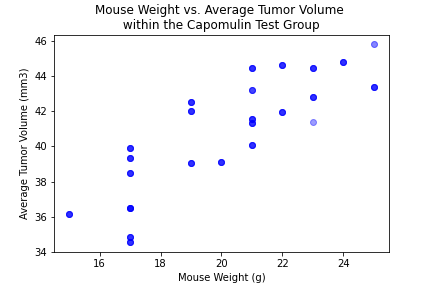 Mouse Weight vs. Average Tumor Volume
within the Capomulin Test Group
46
44
42
40
38
36
34
Average Tumor Volume (mm3)
16 18 20 22 24
Mouse Weight (g)